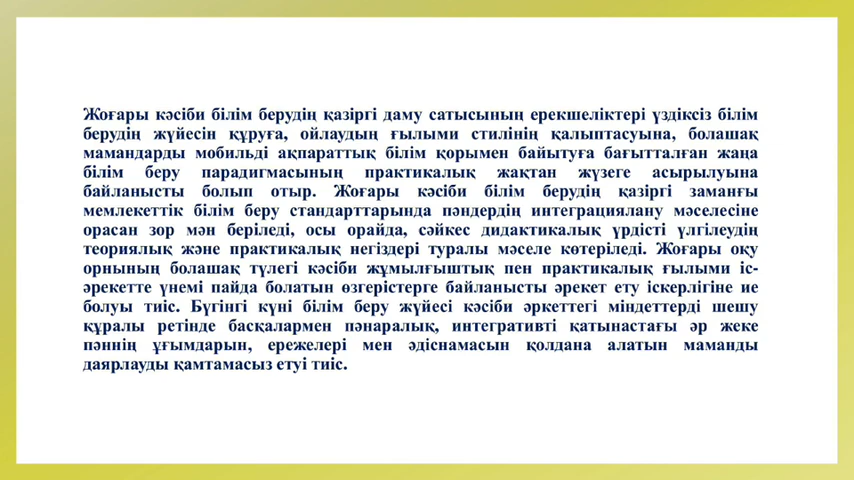 Жоғары кәсіби білім берудің қазіргі даму сатысының ерекшеліктері үздіксіз білім
берудің жүйесін құруға, ойлаудың ғылыми стилінің қалыптасуына, болашақ
мамандарды мобильді ақпараттық білім қорымен байытуға бағытталған жаңа
білім беру парадигмасының практикалық жақтан жүзеге асырылуына
байланысты болып отыр. Жоғары кәсіби білім берудің қазіргі заманғы
мемлекеттік білім беру стандарттарында пәндердің интеграциялану мәселесіне
орасан зор мән беріледі, осы орайда, сәйкес дидактикалық үрдісті үлгілеудің
теориялық және практикалық негіздері туралы мәселе көтеріледі. Жоғары оқу
орнының болашақ түлегі кәсіби жұмылғыштық пен практикалық ғылыми іс-
әрекетте үнемі пайда болатын өзгерістерге байланысты әрекет ету іскерлігіне ие
болуы тиіс. Бүгінгі күні білім беру жүйесі кәсіби әркеттегі міндеттерді шешу
құралы ретінде басқалармен пәнаралық, интегративті қатынастағы әр жеке
пәннің ұғымдарын, ережелері мен әдіснамасын қолдана алатын маманды
даярлауды қамтамасыз етуі тиіс.